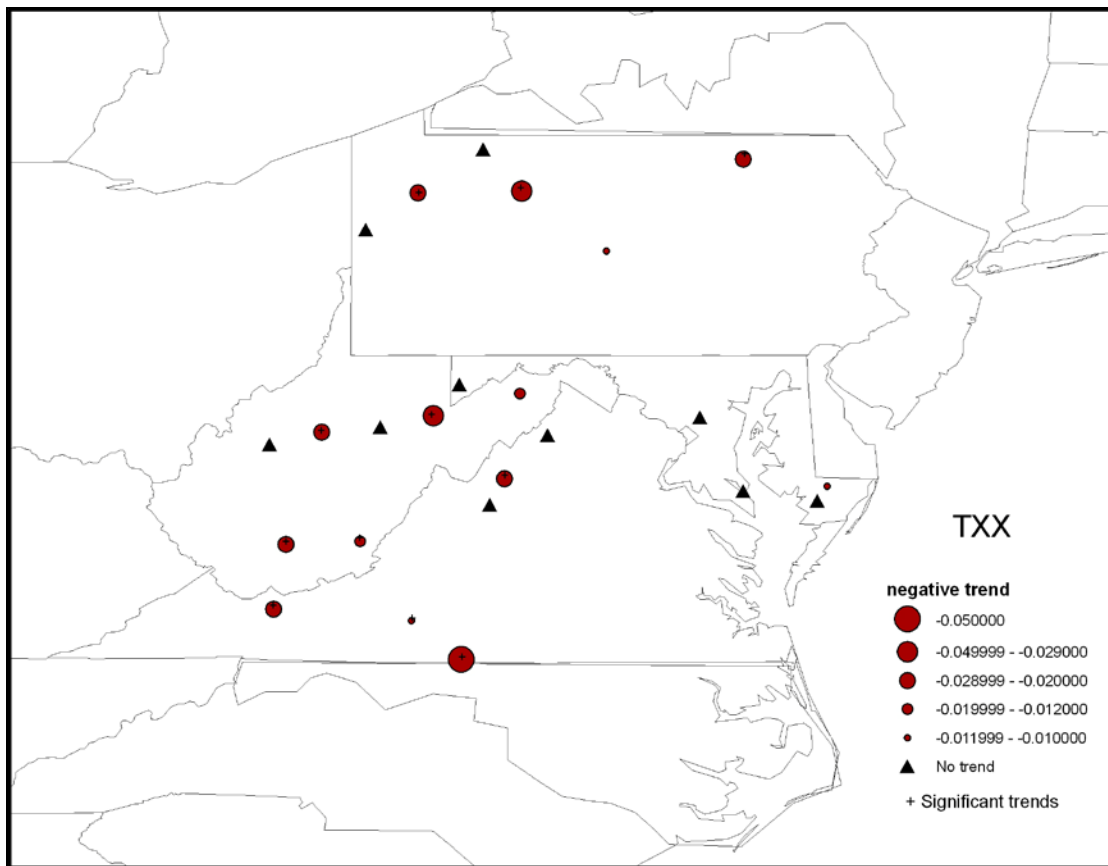 TXX
negative trend
-0.050000
-0.049999 - -0.029000
-0.028999 - -0.020000
-0.019999 - -0.012000
-0.011999 - -0.010000
No trend
+ Significant trends